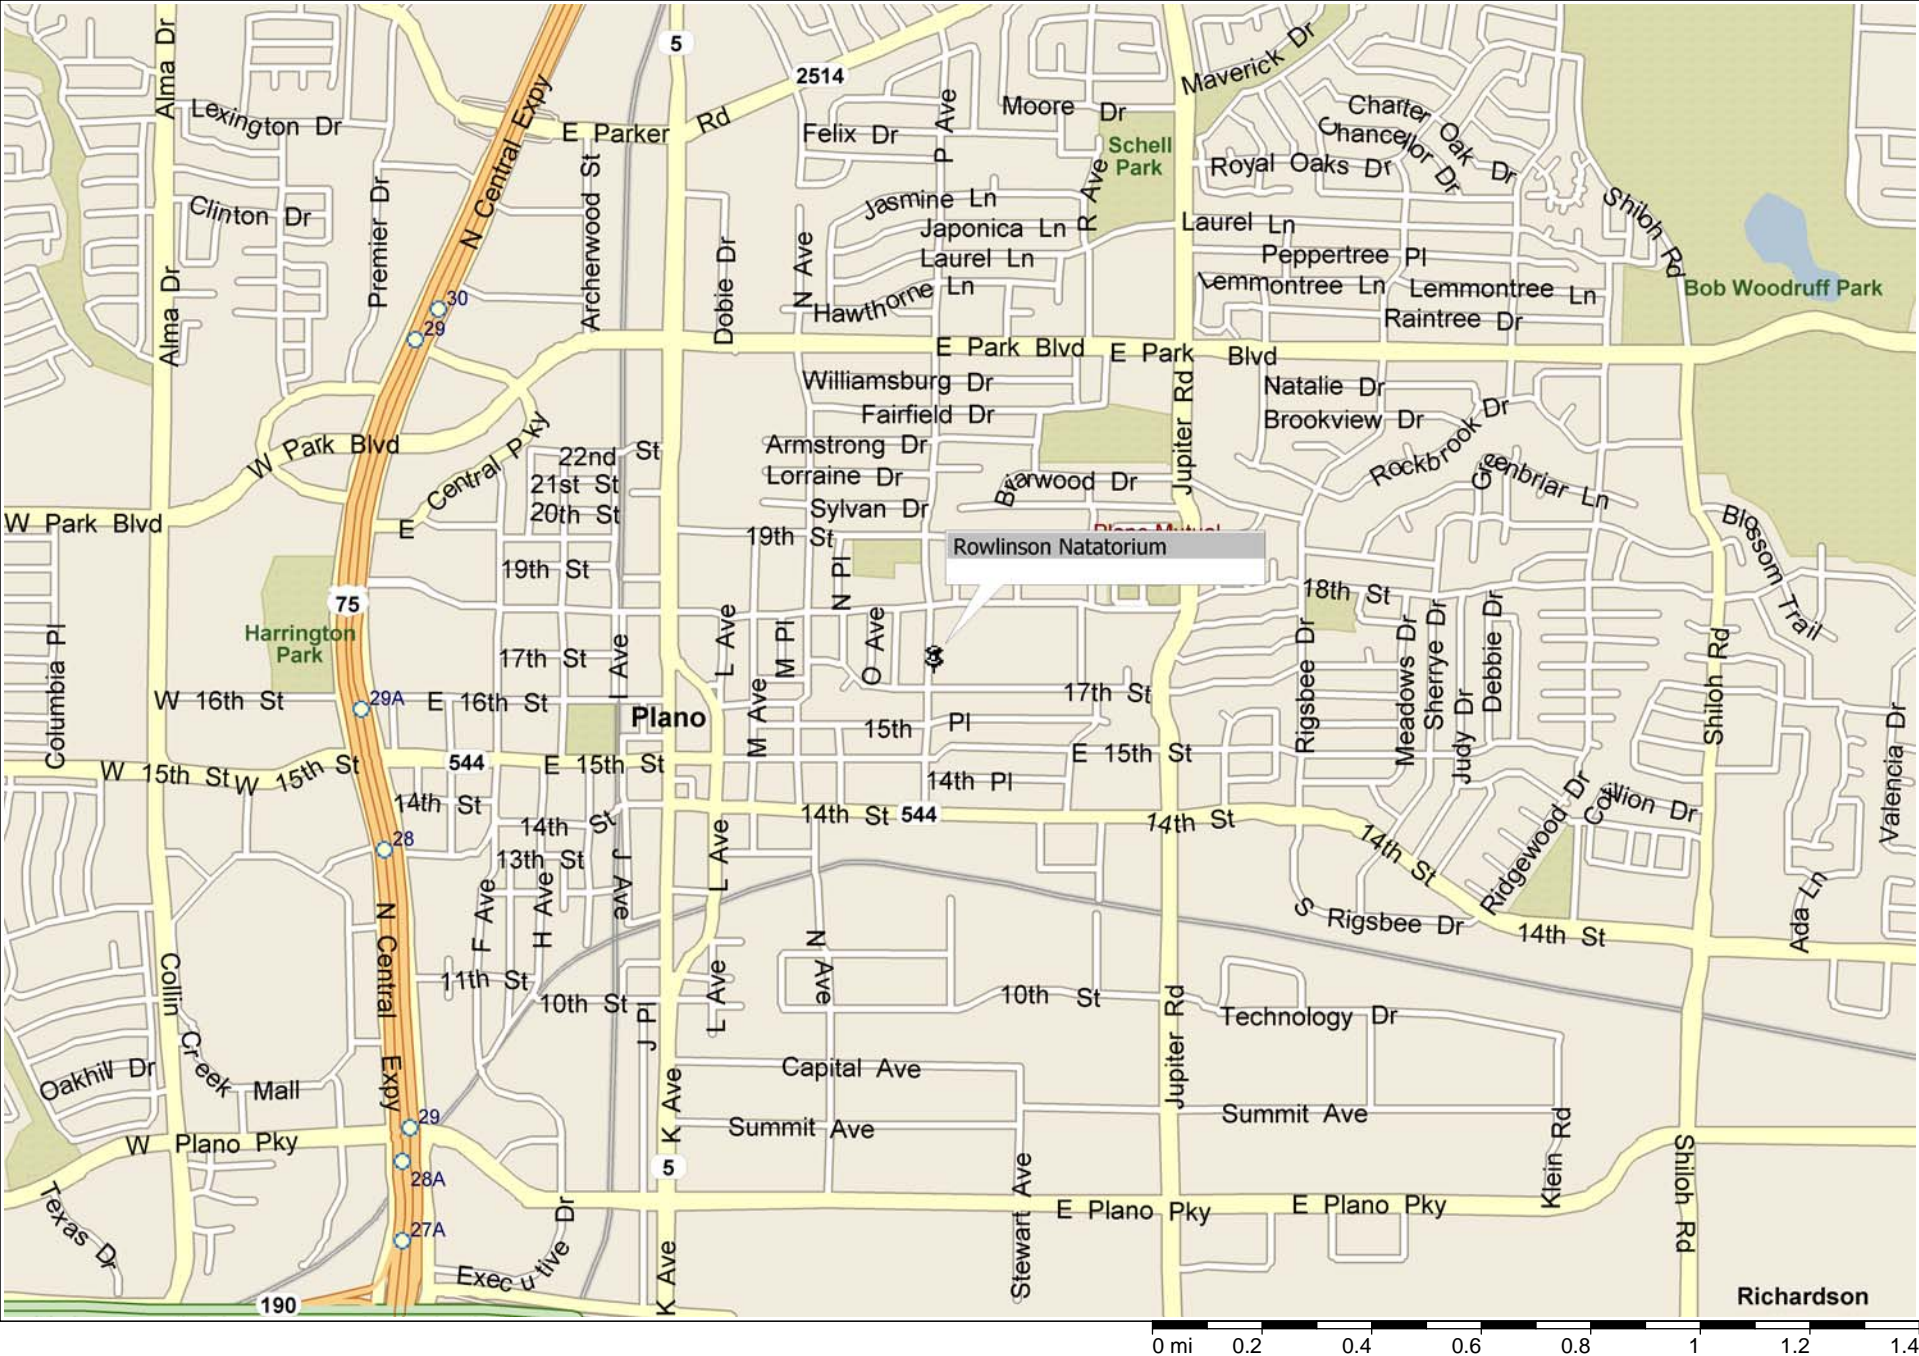 Alma Dr
Lexington Dr
N Central Expy
5
2514
E Parker Rd
Felix Dr
P Ave
Moore Dr
Maverick Dr
Charter Oak Dr
Chancellor Dr
Schell Park
Royal Oaks Dr
Clinton Dr
Premier Dr
Archerwood St
Dobie Dr
N Ave
Jasmine Ln
Japonica Ln
R Ave
Laurel Ln
Laurel Ln
Shiloh Rd
Peppertree Pl
Hawthorne Ln
Lemmontree Ln
Lemmontree Ln
Bob Woodruff Park
Raintree Dr
Alma Dr
30
29
E Park Blvd
E Park Blvd
Williamsburg Dr
Natalie Dr
Jupiter Rd
Fairfield Dr
Brookview Dr
Rockbrook Dr
W Park Blvd
E Central Pky
22nd St
Armstrong Dr
21st St
Lorraine Dr
Briarwood Dr
Greenbriar Ln
20th St
Sylvan Dr
W Park Blvd
19th St
Plano Mutual
Rowlinson Natatorium
Blossom Trail
19th St
N Pl
18th St
75
Harrington Park
Columbia Pl
I Ave
L Ave
M Pl
O Ave
Rigsbee Dr
Meadows Dr
Sherrye Dr
Judy Dr
Debbie Dr
Shiloh Rd
17th St
17th St
W 16th St
29A
E 16th St
Plano
M Ave
15th Pl
Valencia Dr
W 15th St
W 15th St
544
E 15th St
E 15th St
14th Pl
14th St
14th St
14th St
544
14th St
14th St
Ridgewood Dr
Cotillion Dr
28
13th St
J Ave
L Ave
F Ave
H Ave
S Rigsbee Dr
14th St
Ada Ln
N Central Expy
Collin Creek Mall
11th St
10th St
J Pl
L Ave
N Ave
10th St
Jupiter Rd
Technology Dr
Oakhill Dr
Capital Ave
K Ave
Summit Ave
Summit Ave
29
W Plano Pky
28A
5
Klein Rd
Shiloh Rd
Texas Dr
27A
Executive Dr
K Ave
Stewart Ave
E Plano Pky
E Plano Pky
190
Richardson
0 mi 0.2 0.4 0.6 0.8 1 1.2 1.4